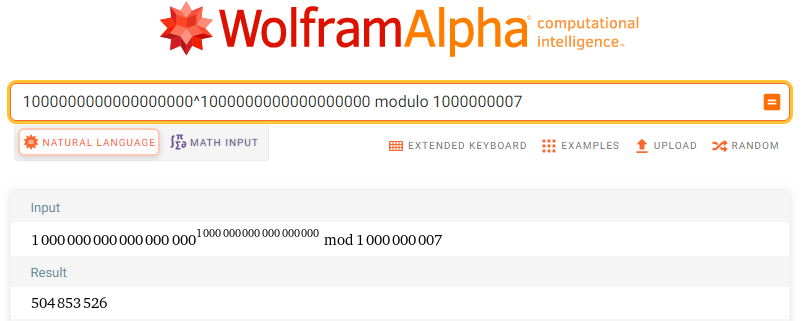 WolframAlpha computational intelligence™
1000000000000000000^1000000000000000000 modulo 1000000007
NATURAL LANGUAGE MATH INPUT EXTENDED KEYBOARD EXAMPLES UPLOAD RANDOM
Input
1 000 000 000 000 000 000^1 000 000 000 000 000 000 mod 1 000 000 007
Result
504 853 526